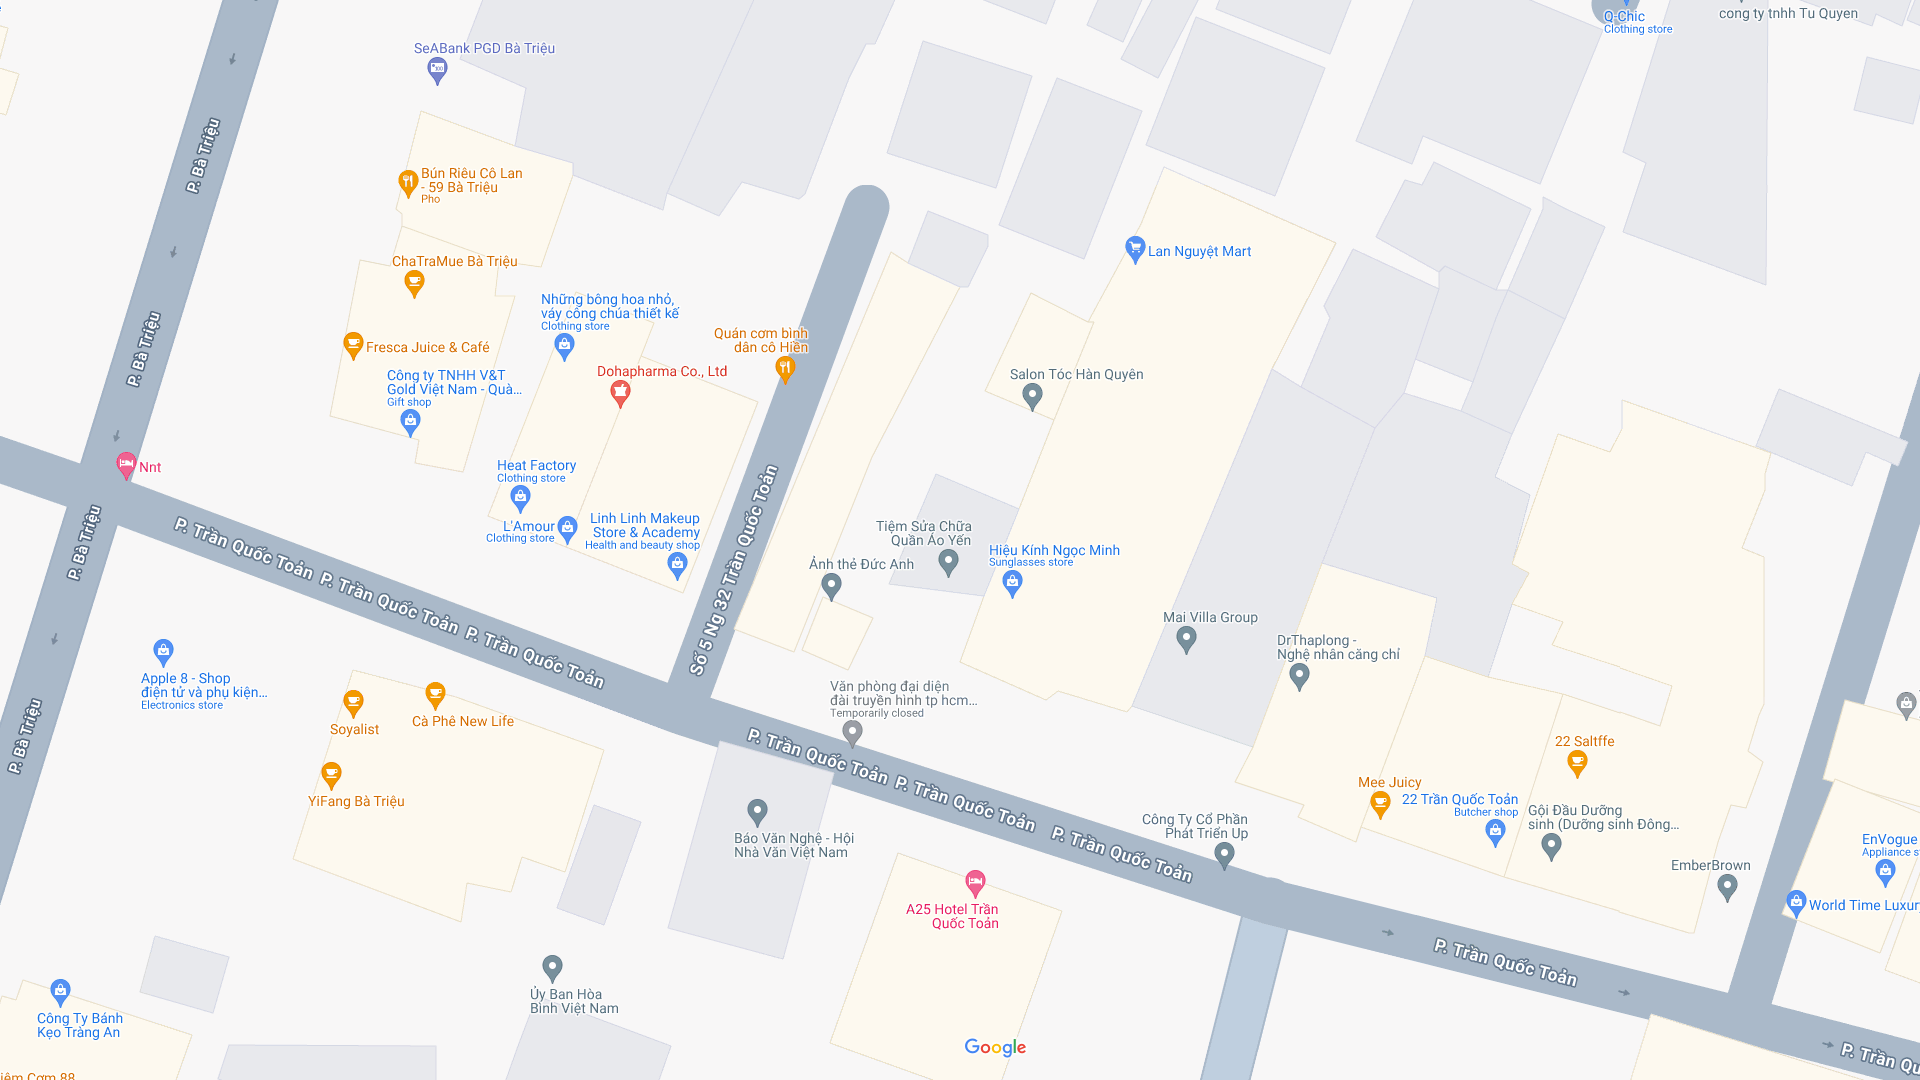 Q-Chic
Clothing store
cong ty tnhh Tu Quyen
SeABank PGD Bà Triệu
P. Bà Triệu
Bún Riêu Cô Lan
- 59 Bà Triệu
Pho
ChaTraMue Bà Triệu
Lan Nguyệt Mart
Những bông hoa nhỏ,
váy công chúa thiết kế
Clothing store
P. Bà Triệu
Fresca Juice & Café
Quán cơm bình
dân cô Hiền
Dohapharma Co., Ltd
Công ty TNHH V&T
Gold Việt Nam - Quà...
Gift shop
Salon Tóc Hàn Quyên
Nnt
Heat Factory
Clothing store
L'Amour
Clothing store
Linh Linh Makeup
Store & Academy
Health and beauty shop
Số 5 Ng 32 Trần Quốc Toản
P. Bà Triệu
Tiệm Sửa Chữa
Quần Áo Yến
Ảnh thẻ Đức Anh
Hiệu Kính Ngọc Minh
Sunglasses store
P. Trần Quốc Toản
P. Trần Quốc Toản
P. Trần Quốc Toản
Mai Villa Group
DrThaplong -
Nghệ nhân căng chỉ
Apple 8 - Shop
điện tử và phụ kiện...
Electronics store
P. Bà Triệu
Soyalist
Cà Phê New Life
YiFang Bà Triệu
Văn phòng đại diện
đài truyền hình tp hcm...
Temporarily closed
P. Trần Quốc Toản
P. Trần Quốc Toản
P. Trần Quốc Toản
22 Saltffe
Mee Juicy
22 Trần Quốc Toản
Butcher shop
Gội Đầu Dưỡng
sinh (Dưỡng sinh Đông...
Công Ty Cổ Phần
Phát Triển Up
Báo Văn Nghệ - Hội
Nhà Văn Việt Nam
EmberBrown
EnVogue
Appliance s
World Time Luxur
A25 Hotel Trần
Quốc Toản
P. Trần Quốc Toản
Ủy Ban Hòa
Bình Việt Nam
Công Ty Bánh
Kẹo Tràng An
Google
P. Trần Qu
iệm Cơm 88